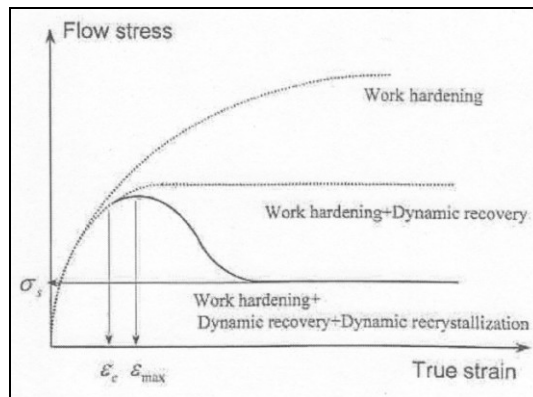 Flow stress
Work hardening
Work hardening+Dynamic recovery
σs
Work hardening+
Dynamic recovery+Dynamic recrystallization
εc εmax
True strain